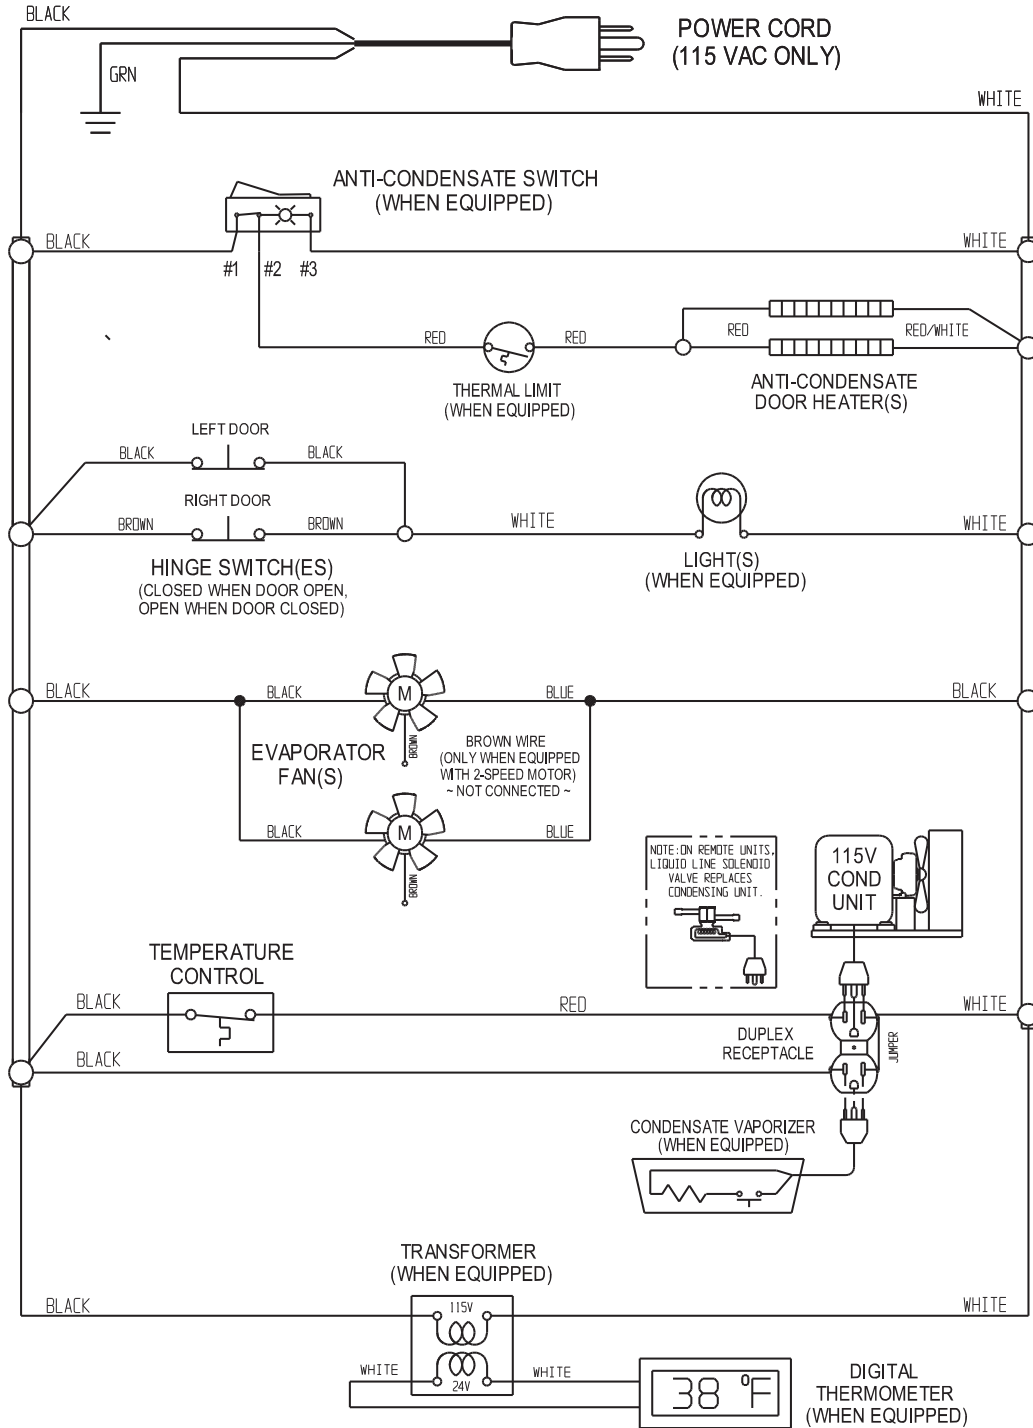 BLACK
POWER CORD
(115 VAC ONLY)
GRN
WHITE
ANTI-CONDENSATE SWITCH
(WHEN EQUIPPED)
BLACK
WHITE
#1 #2 #3
RED
RED
RED
RED/WHITE
THERMAL LIMIT
(WHEN EQUIPPED)
ANTI-CONDENSATE
DOOR HEATER(S)
LEFT DOOR
BLACK
BLACK
RIGHT DOOR
BROWN
BROWN
WHITE
WHITE
HINGE SWITCH(ES)
(CLOSED WHEN DOOR OPEN,
OPEN WHEN DOOR CLOSED)
LIGHT(S)
(WHEN EQUIPPED)
BLACK
BLACK
M
BLUE
BLACK
BROWN
EVAPORATOR
FAN(S)
BROWN WIRE
(ONLY WHEN EQUIPPED
WITH 2-SPEED MOTOR)
~ NOT CONNECTED ~
BLACK
M
BLUE
BROWN
NOTE:ON REMOTE UNITS,
LIQUID LINE SOLENOID
VALVE REPLACES
CONDENSING UNIT.
115V
COND
UNIT
TEMPERATURE
CONTROL
BLACK
RED
WHITE
DUPLEX
RECEPTACLE
JUMPER
BLACK
CONDENSATE VAPORIZER
(WHEN EQUIPPED)
TRANSFORMER
(WHEN EQUIPPED)
BLACK
115V
WHITE
WHITE
24V
WHITE
38 °F
DIGITAL
THERMOMETER
(WHEN EQUIPPED)